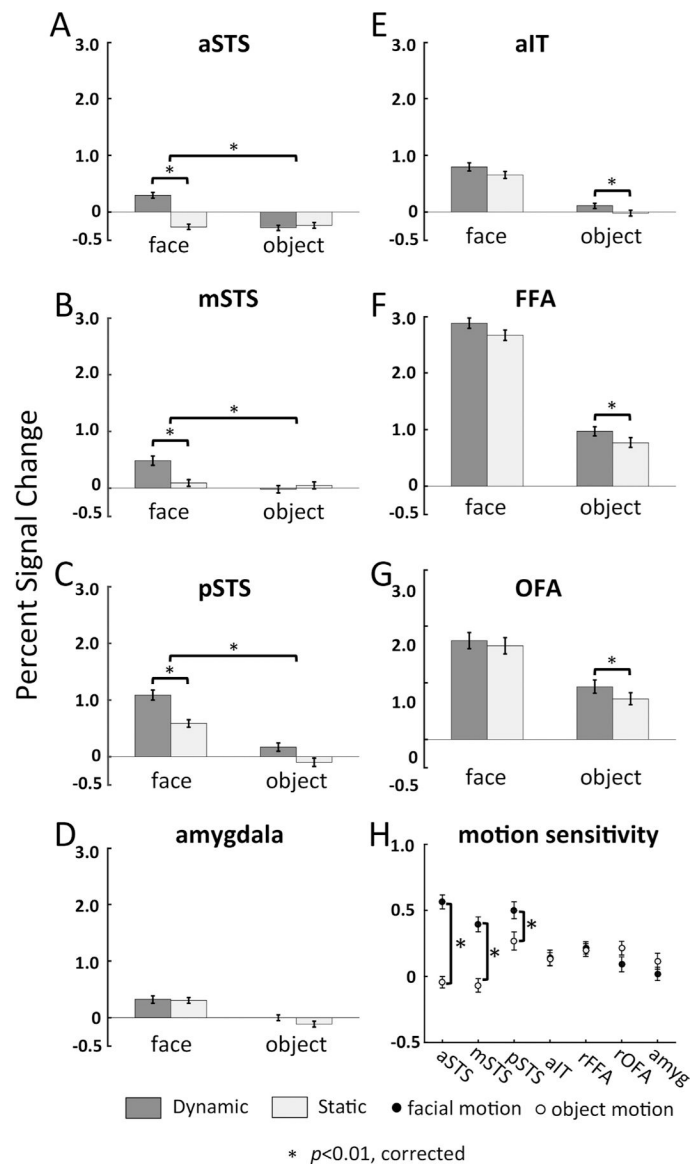 A
aSTS
3.0
2.0
1.0
0
-0.5
*
*
face
object
B
mSTS
3.0
2.0
1.0
0
-0.5
*
*
face
object
C
pSTS
3.0
2.0
1.0
0
-0.5
*
*
face
object
D
amygdala
3.0
2.0
1.0
0
-0.5
face
object
Percent Signal Change
E
aIT
3.0
2.0
1.0
0
-0.5
*
face
object
F
FFA
3.0
2.0
1.0
0
-0.5
*
face
object
G
OFA
3.0
2.0
1.0
0
-0.5
*
face
object
H
motion sensitivity
1.0
0.5
0
-0.5
*
*
*
aSTS mSTS pSTS aIT rFFA rOFA amyg
Dynamic Static facial motion object motion
* p<0.01, corrected